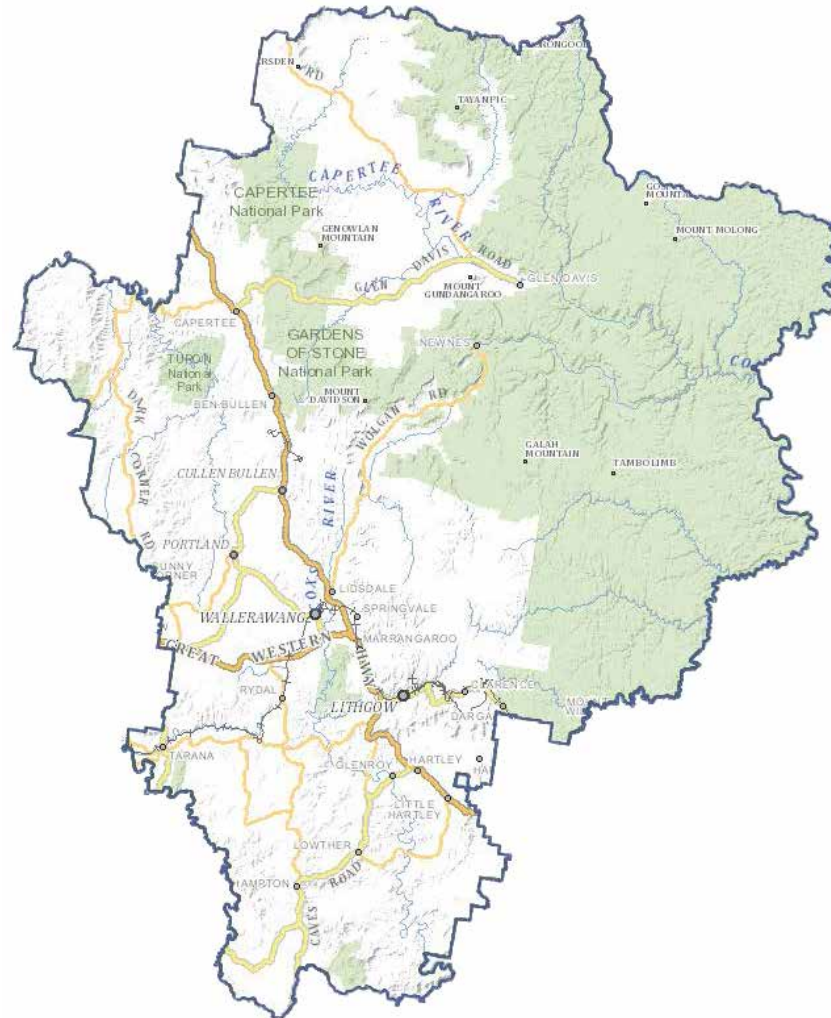 RD
TAYANPIC
CAPERTEE
RIVER
ROAD
CAPERTEE
National Park
GENOWLAN
MOUNTAIN
MOUNT MOLONG
GLEN DAVIS
MOUNT
GUNDANGAROO
GLEN DAVIS
CAPERTEE
GARDENS
OF STONE
National Park
NEWNES
TURON
National
Park
BEN BULLEN
MOUNT
DAVIDSON
WOLGAN RD
DARK
CORNER
RD
GALAH
MOUNTAIN
TAMBOLIMB
CULLEN BULLEN
RIVER
PORTLAND
LIDSDALE
WALLERAWANG
SPRINGVALE
MARRANGAROO
GREAT WESTERN
RYDAL
LITHGOW
CLARENCE
TARANA
GLENROY
HARTLEY
LITTLE
HARTLEY
LOWTHER
HAMPTON
CAVES
ROAD